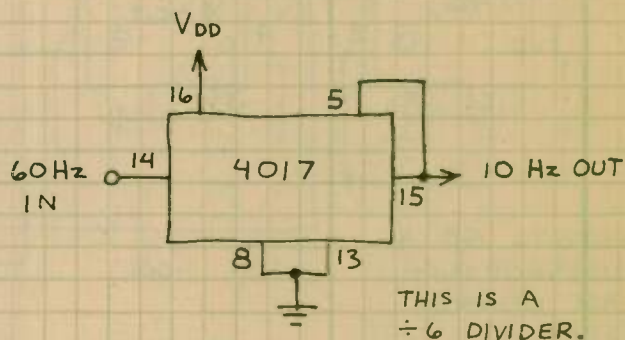 VDD
16
5
60Hz
IN
14
4017
15
10 Hz OUT
8
13
THIS IS A
÷6 DIVIDER.